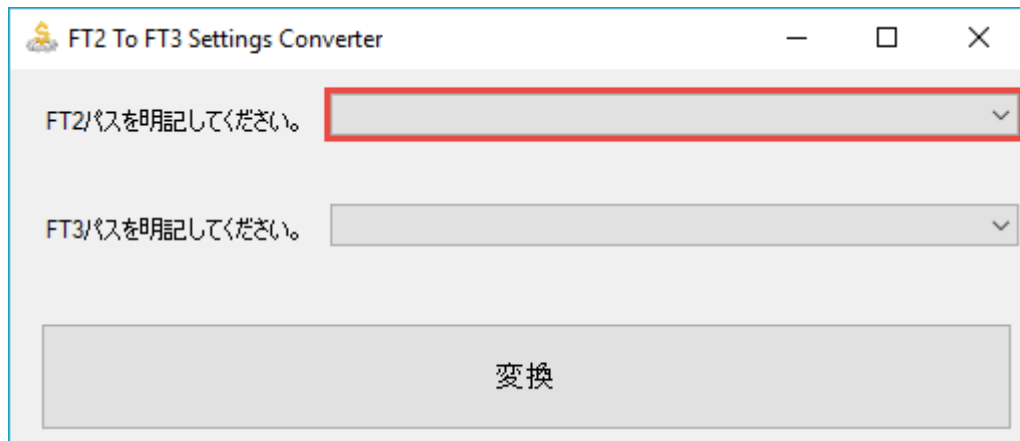 FT2 To FT3 Settings Converter
FT2パスを明記してください。
FT3パスを明記してください。
変換